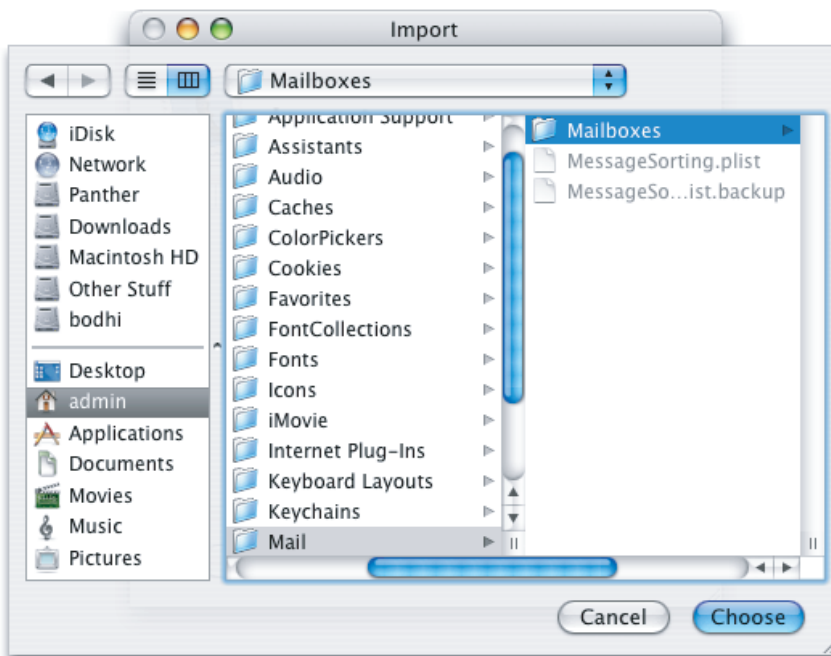 Import
Mailboxes
iDisk
Network
Panther
Downloads
Macintosh HD
Other Stuff
bodhi
Desktop
admin
Applications
Documents
Movies
Music
Pictures
Application Support
Assistants
Audio
Caches
ColorPickers
Cookies
Favorites
FontCollections
Fonts
Icons
iMovie
Internet Plug-Ins
Keyboard Layouts
Keychains
Mail
Mailboxes
MessageSorting.plist
MessageSo...ist.backup
Cancel
Choose